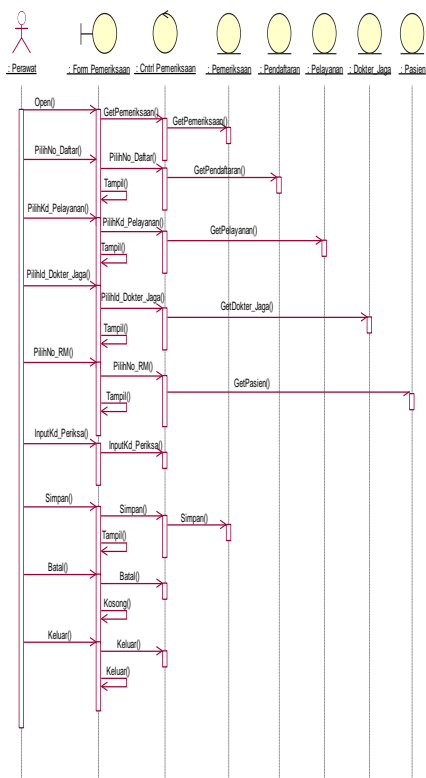 : Perawat
: Form Pemeriksaan
: Cntrl Pemeriksaan
: Pemeriksaan
: Pendaftaran
: Pelayanan
: Dokter_Jaga
: Pasien
Open()
GetPemeriksaan()
GetPemeriksaan()
PilihNo_Daftar()
PilihNo_Daftar()
GetPendaftaran()
Tampil()
PilihKd_Pelayanan()
PilihKd_Pelayanan()
GetPelayanan()
Tampil()
PilihId_Dokter_Jaga()
PilihId_Dokter_Jaga()
GetDokter_Jaga()
Tampil()
PilihNo_RM()
PilihNo_RM()
GetPasien()
Tampil()
InputKd_Periksa()
InputKd_Periksa()
Simpan()
Simpan()
Simpan()
Tampil()
Batal()
Batal()
Kosong()
Keluar()
Keluar()
Keluar()